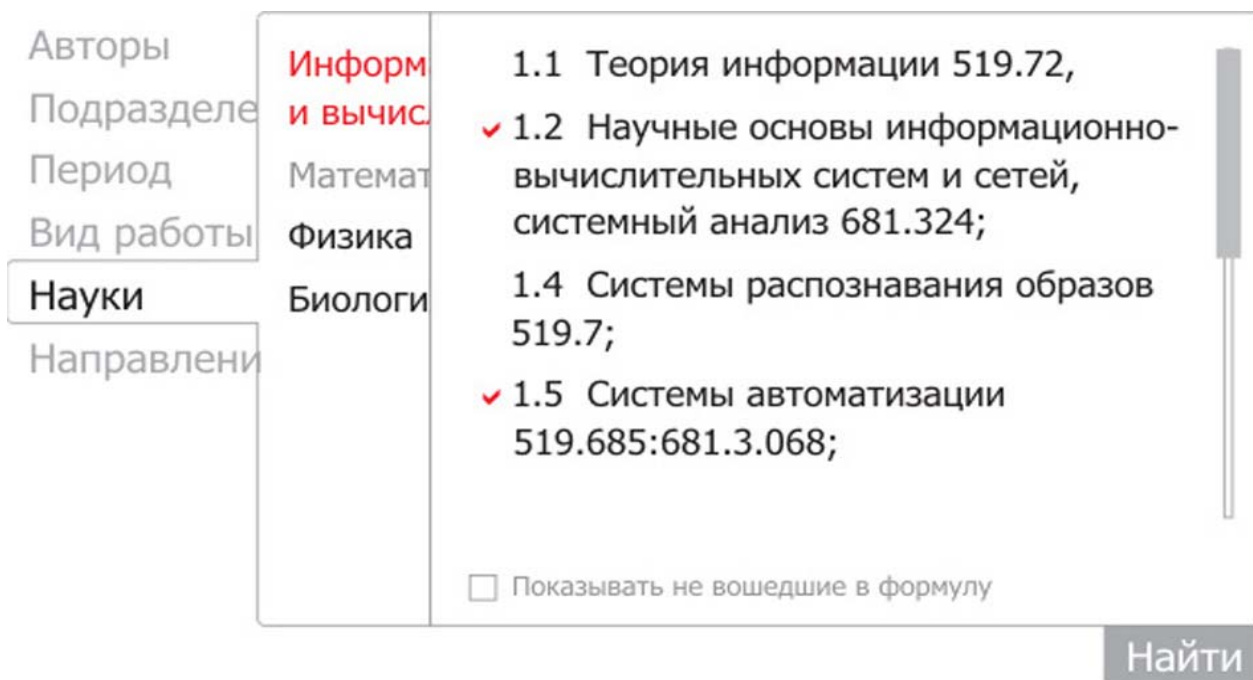 Авторы
Подразделе
Период
Вид работы
Науки
Направлени
Информ
и вычис
Математ
Физика
Биологи
1.1 Теория информации 519.72,
1.2 Научные основы информационно-
вычислительных систем и сетей,
системный анализ 681.324;
1.4 Системы распознавания образов
519.7;
1.5 Системы автоматизации
519.685:681.3.068;
Показывать не вошедшие в формулу
Найти